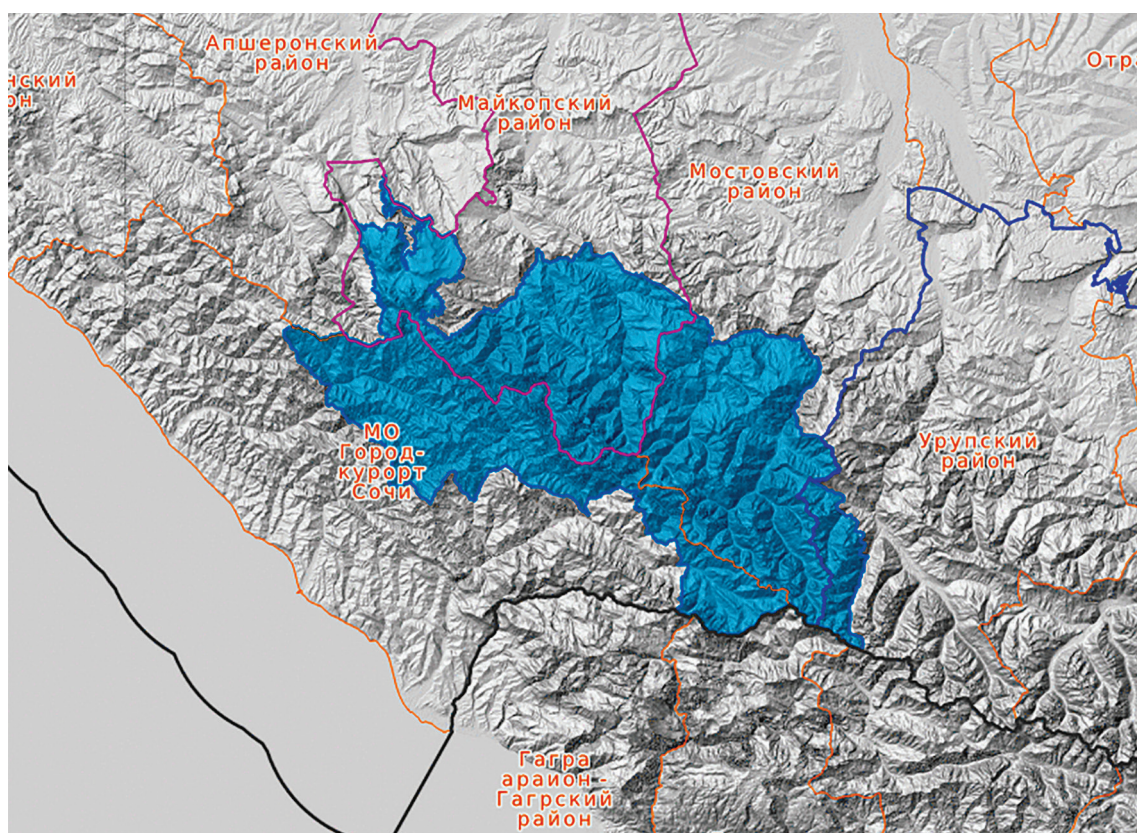 Апшеронский
район
Отра
нский
он
Майкопский
район
Мостовский
район
МО
Город-
курорт
Сочи
Урупский
район
Гагра
араион -
Гагрский
район